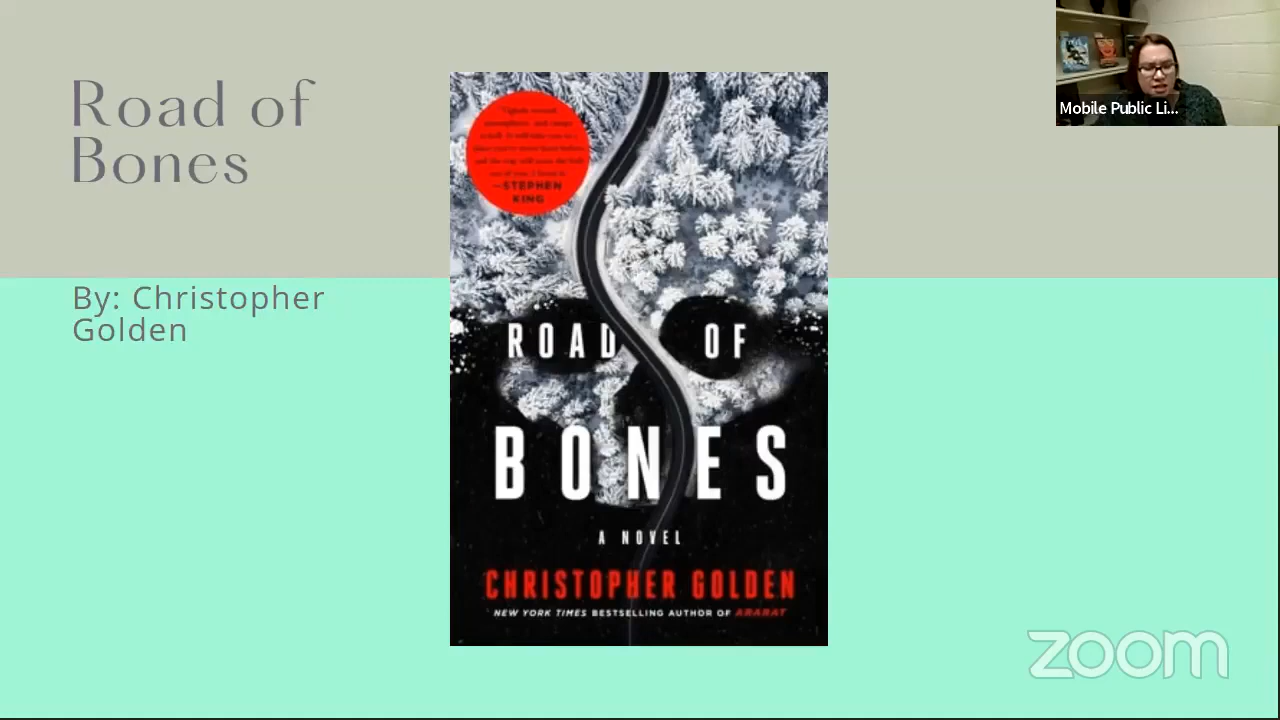 Road of
Bones
By: Christopher
Golden
—STEPHEN
KING
ROAD OF
BONES
A NOVEL
CHRISTOPHER GOLDEN
NEW YORK TIMES BESTSELLING AUTHOR OF ARARAT
Mobile Public Li...
zoom